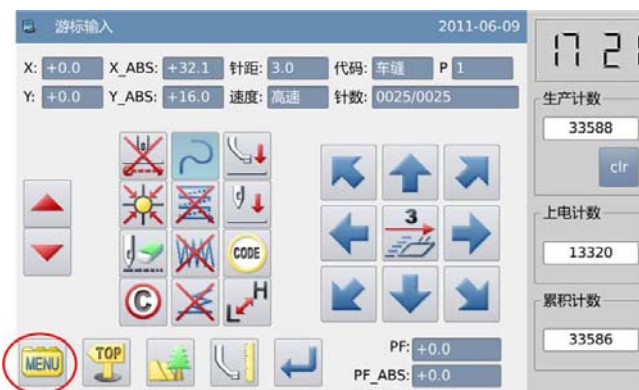 游标输入 2011-06-09
X: +0.0 X_ABS: +32.1 针距: 3.0 代码: 车缝 P 1
Y: +0.0 Y_ABS: +16.0 速度: 高速 针数: 0025/0025
17 2
生产计数
33588
clr
上电计数
13320
累积计数
33586
3
CODE
C
H
L
MENU
TOP
PF: +0.0
PF_ABS: +0.0